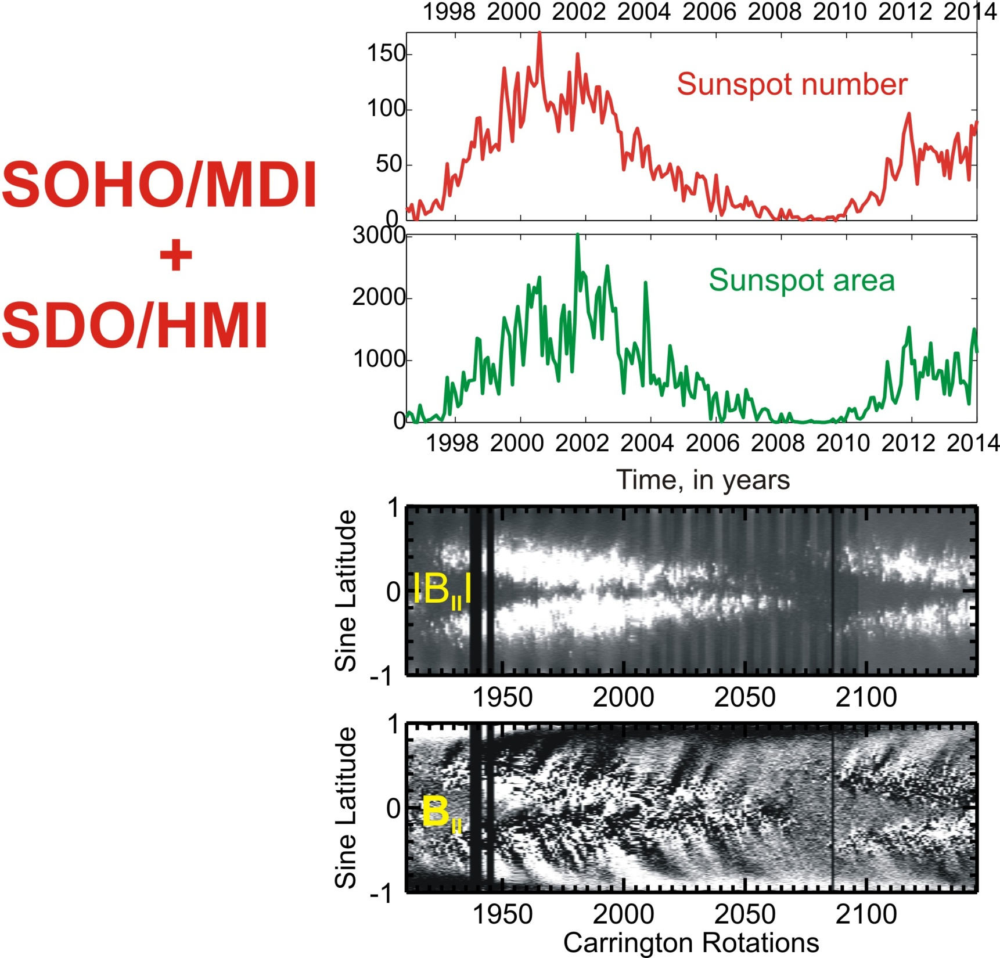 SOHO/MDI
+
SDO/HMI
1998 2000 2002 2004 2006 2008 2010 2012 2014
150
100
50
0
Sunspot number
3000
2000
1000
0
Sunspot area
1998 2000 2002 2004 2006 2008 2010 2012 2014
Time, in years
1
0
-1
Sine Latitude
|B||I
1950 2000 2050 2100
1
0
-1
Sine Latitude
B||
1950 2000 2050 2100
Carrington Rotations